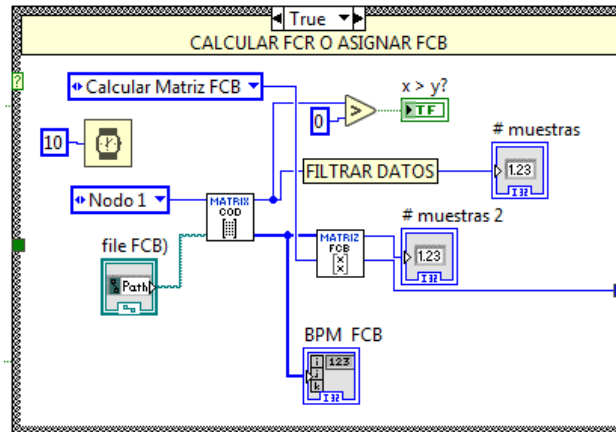 True
CALCULAR FCR O ASIGNAR FCB
?
Calcular Matriz FCB
x > y?
0
>
TF
# muestras
10
1.23
I32
FILTRAR DATOS
Nodo 1
MATRIX
COD
# muestras 2
file FCB)
MATRIZ
FCB
x
x
1.23
I32
Path
BPM FCB
i
123
j
k
I32